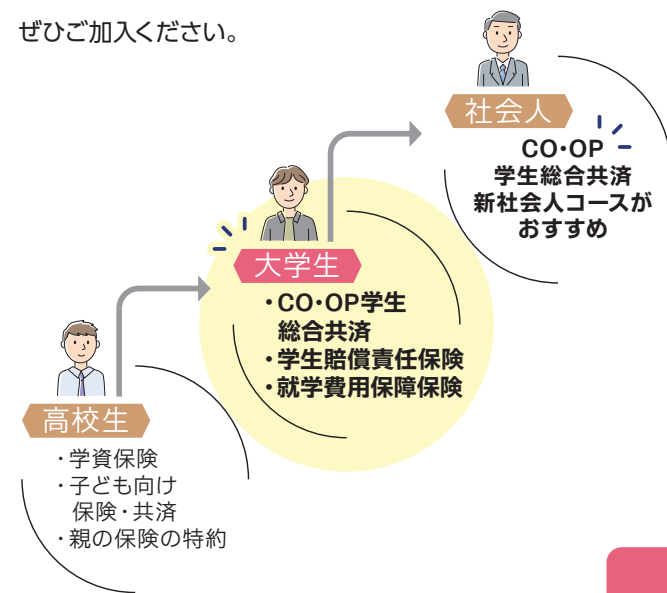 ぜひご加入ください。
社会人
CO・OP
学生総合共済
新社会人コースが
おすすめ
大学生
・CO・OP学生
総合共済
・学生賠償責任保険
・就学費用保障保険
高校生
・学資保険
・子ども向け
保険・共済
・親の保険の特約